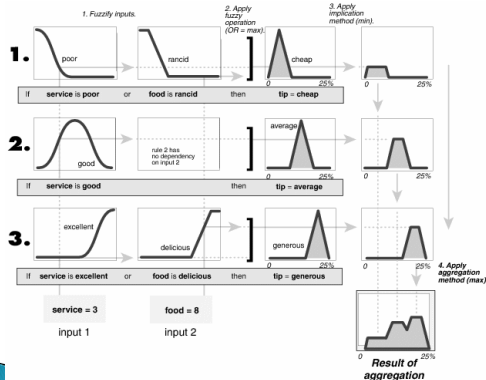 1. Fuzzify inputs.
2. Apply
fuzzy
operation
(OR = max).
3. Apply
implication
method (min).
1.
poor
rancid
cheap
0 25%
0 25%
If service is poor or food is rancid then tip = cheap
2.
good
rule 2 has
no dependency
on input 2
average
0 25%
0 25%
If service is good then tip = average
3.
excellent
delicious
generous
0 25%
0 25%
If service is excellent or food is delicious then tip = generous
4. Apply
aggregation
method (max).
service = 3
food = 8
input 1
input 2
0 25%
Result of
aggregation